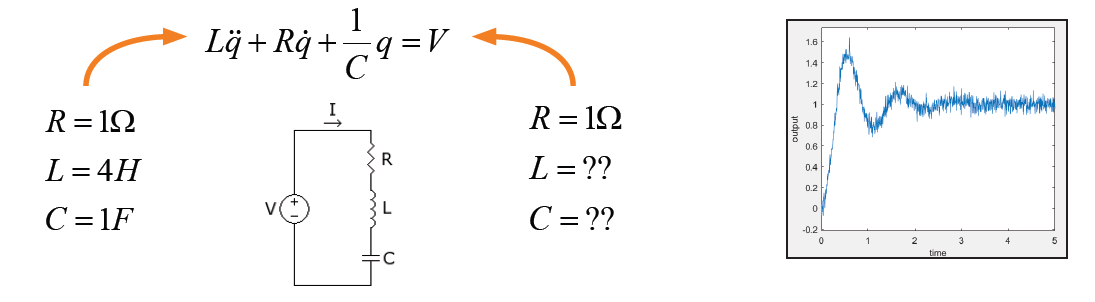 Lq̈ + Rq̇ + 1/C q = V
R = 1Ω
L = 4H
C = 1F
I
R
V
+
−
L
C
R = 1Ω
L = ??
C = ??
output
1.6
1.4
1.2
1
0.8
0.6
0.4
0.2
0
-0.2
0 1 2 3 4 5
time